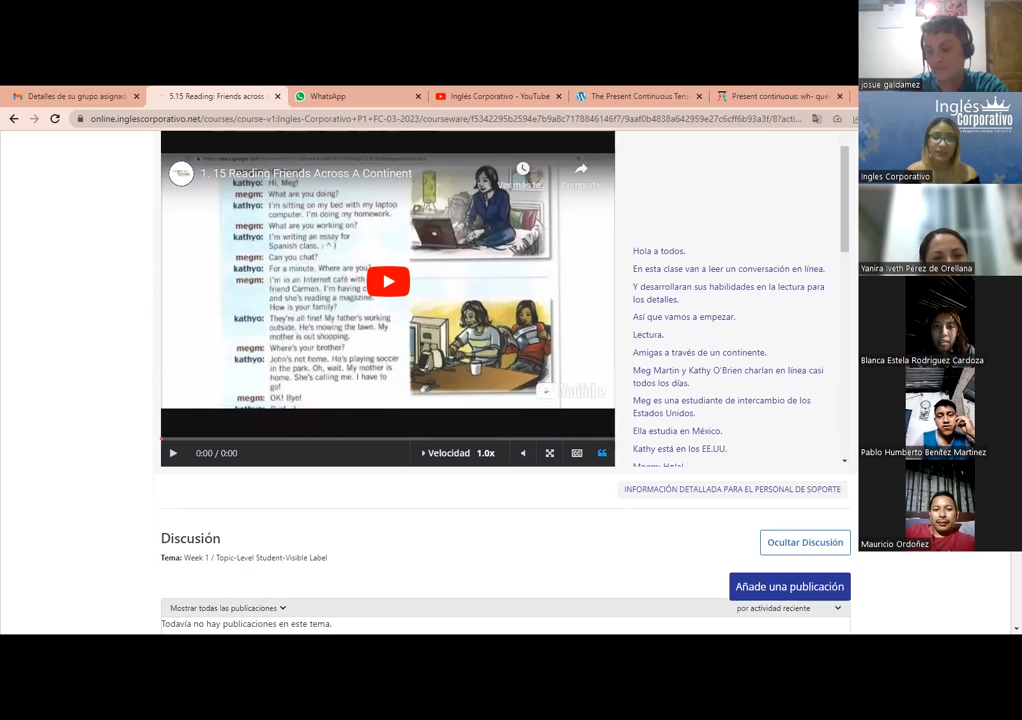 Detalles de su grupo asigna
5.15 Reading: Friends across
WhatsApp
Inglés Corporativo - YouTube
The Present Continuous Ten
Present continuous: wh- que
online.inglescorporativo.net/courses/course-v1:Ingles-Corporativo+P1+FC-03-2023/courseware/f5342295b2594e7b9a8c7178846146f7/9aaf0b4838a642959e27c6ffb6b93a3f/8?acti...
1. 15 Reading Friends Across A Continent
Ver más ta...
Compartir
kathyo: Hi, Meg!
megm: What are you doing?
kathyo: I'm sitting on my bed with my laptop
computer. I'm doing my homework.
megm: What are you working on?
kathyo: I'm writing an essay for
Spanish class. : ^ )
megm: Can you chat?
kathyo: For a minute. Where are you?
megm: I'm in an Internet café with
friend Carmen. I'm having
and she's reading a magazine.
How is your family?
kathyo: They're all fine! My father's working
outside. He's mowing the lawn. My
mother is out shopping.
megm: Where's your brother?
kathyo: John's not home. He's playing soccer
in the park. Oh, wait. My mother is
home. She's calling me. I have to
go!
megm: OK! Bye!
YouTube
0:00 / 0:00
Velocidad 1.0x
Hola a todos.
En esta clase van a leer un conversación en línea.
Y desarrollaran sus habilidades en la lectura para
los detalles.
Así que vamos a empezar.
Lectura.
Amigas a través de un continente.
Meg Martin y Kathy O'Brien charlan en línea casi
todos los días.
Meg es una estudiante de intercambio de los
Estados Unidos.
Ella estudia en México.
Kathy está en los EE.UU.
INFORMACIÓN DETALLADA PARA EL PERSONAL DE SOPORTE
Discusión
Tema: Week 1 / Topic-Level Student-Visible Label
Ocultar Discusión
Añade una publicación
Mostrar todas las publicaciones
por actividad reciente
Todavía no hay publicaciones en este tema.
josue galdamez
Inglés
Corporativo
Ingles Corporativo
Yanira Iveth Pérez de Orellana
Blanca Estela Rodriguez Cardoza
Pablo Humberto Benítez Martinez
Mauricio Ordoñez